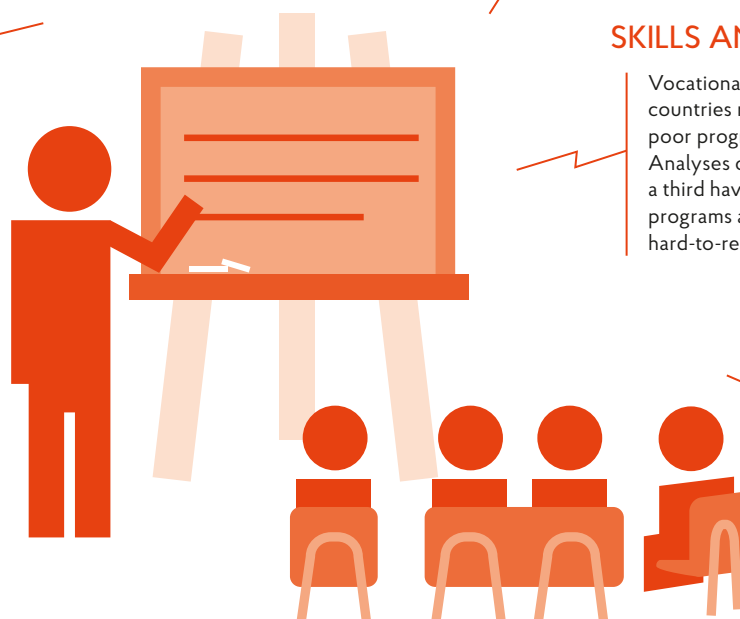 SKILLS AN
Vocationa
countries
poor prog
Analyses
a third hav
programs
hard-to-re